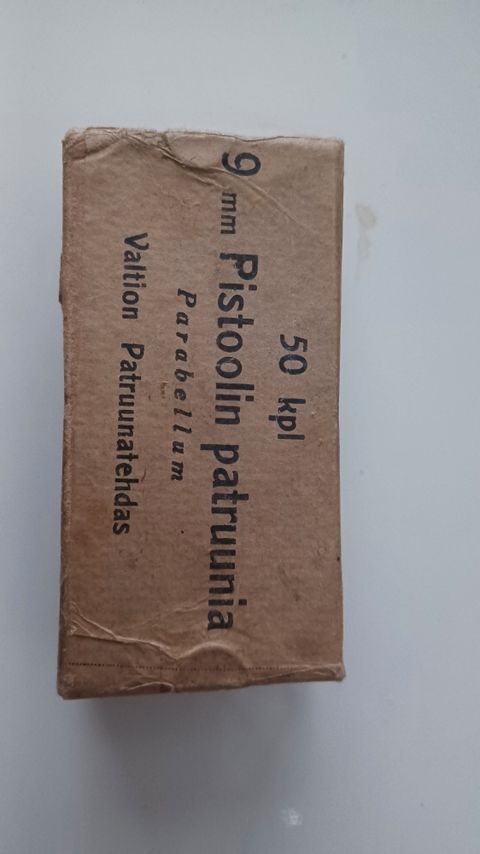 50 kpl
9 mm Pistoolin patruunia
Parabellum
Valtion Patruunatehdas